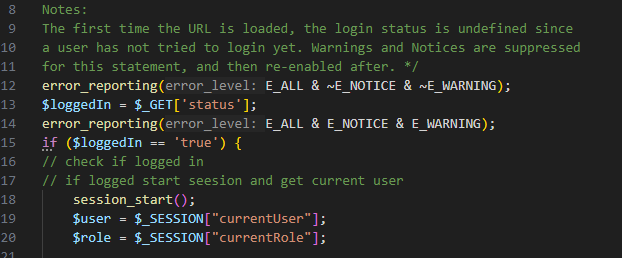 8 Notes:
9 The first time the URL is loaded, the login status is undefined since
10 a user has not tried to login yet. Warnings and Notices are suppressed
11 for this statement, and then re-enabled after. */
12 error_reporting(error_level: E_ALL & ~E_NOTICE & ~E_WARNING);
13 $loggedIn = $_GET['status'];
14 error_reporting(error_level: E_ALL & E_NOTICE & E_WARNING);
15 if ($loggedIn == 'true') {
16 // check if logged in
17 // if logged start seesion and get current user
18 session_start();
19 $user = $_SESSION["currentUser"];
20 $role = $_SESSION["currentRole"];
21